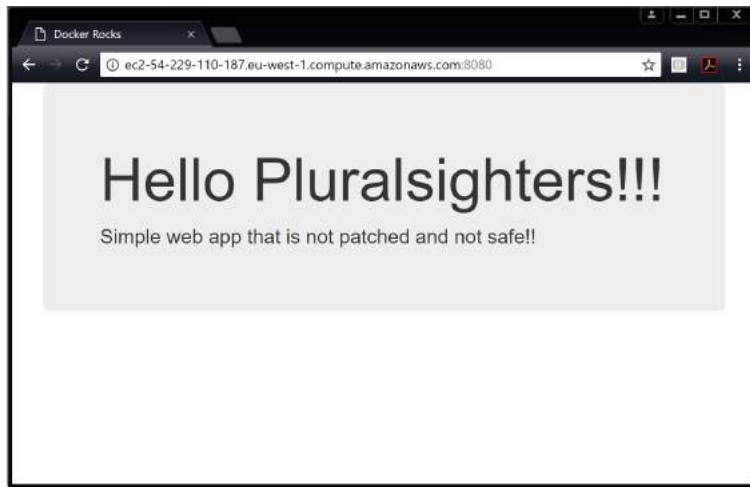 Docker Rocks
ec2-54-229-110-187.eu-west-1.compute.amazonaws.com:8080
Hello Pluralsighters!!!
Simple web app that is not patched and not safe!!